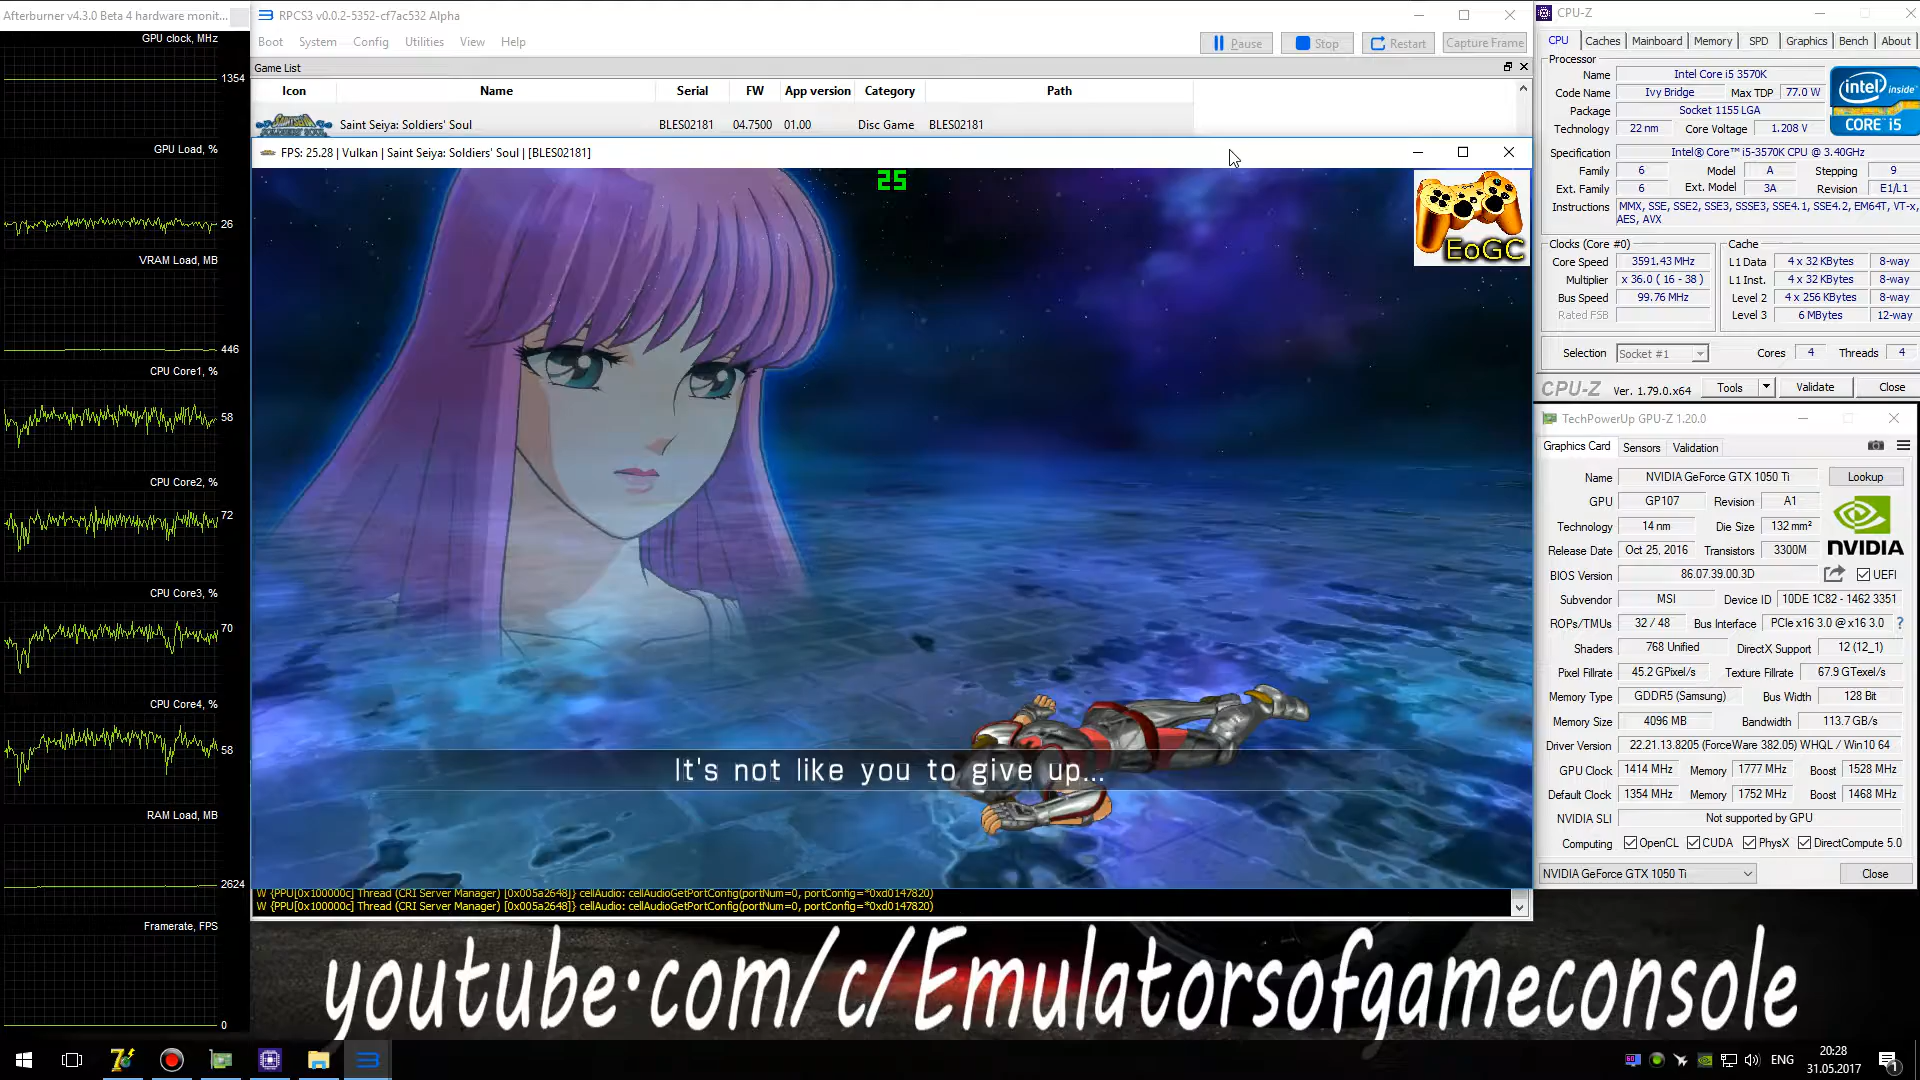 Afterburner v4.3.0 Beta 4 hardware monit...
GPU clock, MHz
1354
GPU Load, %
26
VRAM Load, MB
446
CPU Core1, %
58
CPU Core2, %
72
CPU Core3, %
70
CPU Core4, %
58
RAM Load, MB
2624
Framerate, FPS
0
RPCS3 v0.0.2-5352-cf7ac532 Alpha
Boot System Config Utilities View Help
Pause Stop Restart Capture Frame
Game List
Icon Name Serial FW App version Category Path
Saint Seiya: Soldiers' Soul BLES02181 04.7500 01.00 Disc Game BLES02181
FPS: 25.28 | Vulkan | Saint Seiya: Soldiers' Soul | [BLES02181]
25
EoGC
It's not like you to give up...
W {PPU[0x100000c] Thread (CRI Server Manager) [0x005a2648]} cellAudio: cellAudioGetPortConfig(portNum=0, portConfig=*0xd0147820)
W {PPU[0x100000c] Thread (CRI Server Manager) [0x005a2648]} cellAudio: cellAudioGetPortConfig(portNum=0, portConfig=*0xd0147820)
youtube.com/c/Emulatorsofgameconsole
CPU-Z
CPU Caches Mainboard Memory SPD Graphics Bench About
Processor
Name Intel Core i5 3570K
Code Name Ivy Bridge Max TDP 77.0 W
Package Socket 1155 LGA
Technology 22 nm Core Voltage 1.208 V
intel inside
CORE i5
Specification Intel® Core™ i5-3570K CPU @ 3.40GHz
Family 6 Model A Stepping 9
Ext. Family 6 Ext. Model 3A Revision E1/L1
Instructions MMX, SSE, SSE2, SSE3, SSSE3, SSE4.1, SSE4.2, EM64T, VT-x,
AES, AVX
Clocks (Core #0) Cache
Core Speed 3591.43 MHz L1 Data 4 x 32 KBytes 8-way
Multiplier x 36.0 ( 16 - 38 ) L1 Inst. 4 x 32 KBytes 8-way
Bus Speed 99.76 MHz Level 2 4 x 256 KBytes 8-way
Rated FSB Level 3 6 MBytes 12-way
Selection Socket #1 Cores 4 Threads 4
CPU-Z Ver. 1.79.0.x64 Tools Validate Close
TechPowerUp GPU-Z 1.20.0
Graphics Card Sensors Validation
Name NVIDIA GeForce GTX 1050 Ti Lookup
GPU GP107 Revision A1
Technology 14 nm Die Size 132 mm²
Release Date Oct 25, 2016 Transistors 3300M
NVIDIA
BIOS Version 86.07.39.00.3D UEFI
Subvendor MSI Device ID 10DE 1C82 - 1462 3351
ROPs/TMUs 32 / 48 Bus Interface PCIe x16 3.0 @ x16 3.0 ?
Shaders 768 Unified DirectX Support 12 (12_1)
Pixel Fillrate 45.2 GPixel/s Texture Fillrate 67.9 GTexel/s
Memory Type GDDR5 (Samsung) Bus Width 128 Bit
Memory Size 4096 MB Bandwidth 113.7 GB/s
Driver Version 22.21.13.8205 (ForceWare 382.05) WHQL / Win10 64
GPU Clock 1414 MHz Memory 1777 MHz Boost 1528 MHz
Default Clock 1354 MHz Memory 1752 MHz Boost 1468 MHz
NVIDIA SLI Not supported by GPU
Computing OpenCL CUDA PhysX DirectCompute 5.0
NVIDIA GeForce GTX 1050 Ti Close
ENG
20:28
31.05.2017
1